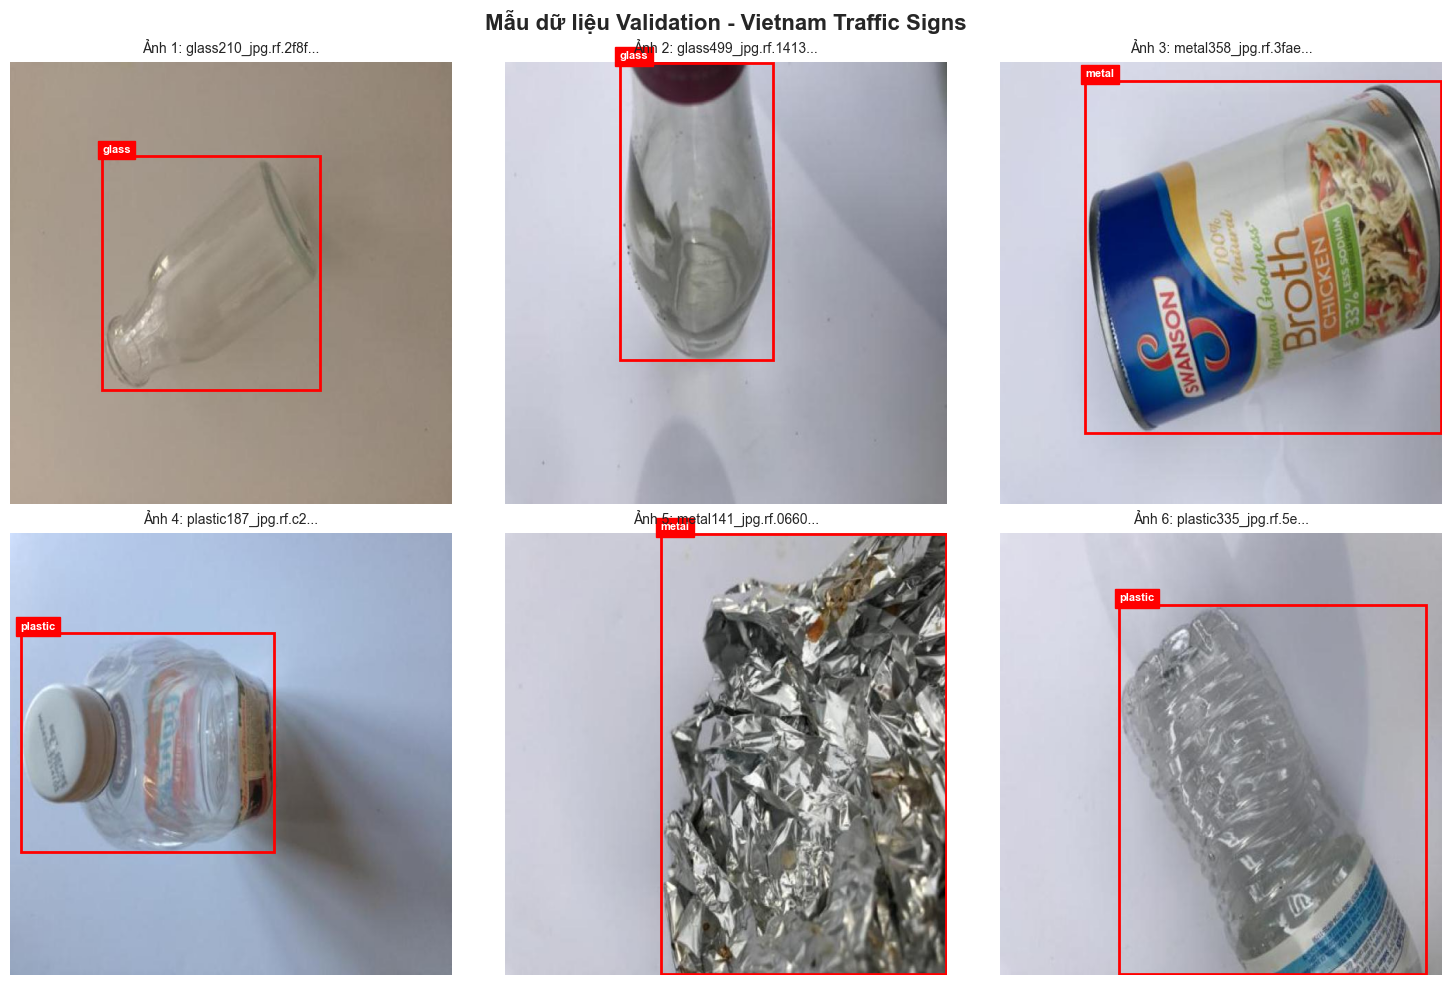 Mẫu dữ liệu Validation - Vietnam Traffic Signs
Ảnh 1: glass210_jpg.rf.2f8f...
glass
Ảnh 2: glass499_jpg.rf.1413...
glass
Ảnh 3: metal358_jpg.rf.3fae...
metal
SWANSON
100%
Natural
Natural Goodness
Broth
CHICKEN
33% LESS SODIUM
Ảnh 4: plastic187_jpg.rf.c2...
plastic
Ảnh 5: metal141_jpg.rf.0660...
metal
Ảnh 6: plastic335_jpg.rf.5e...
plastic